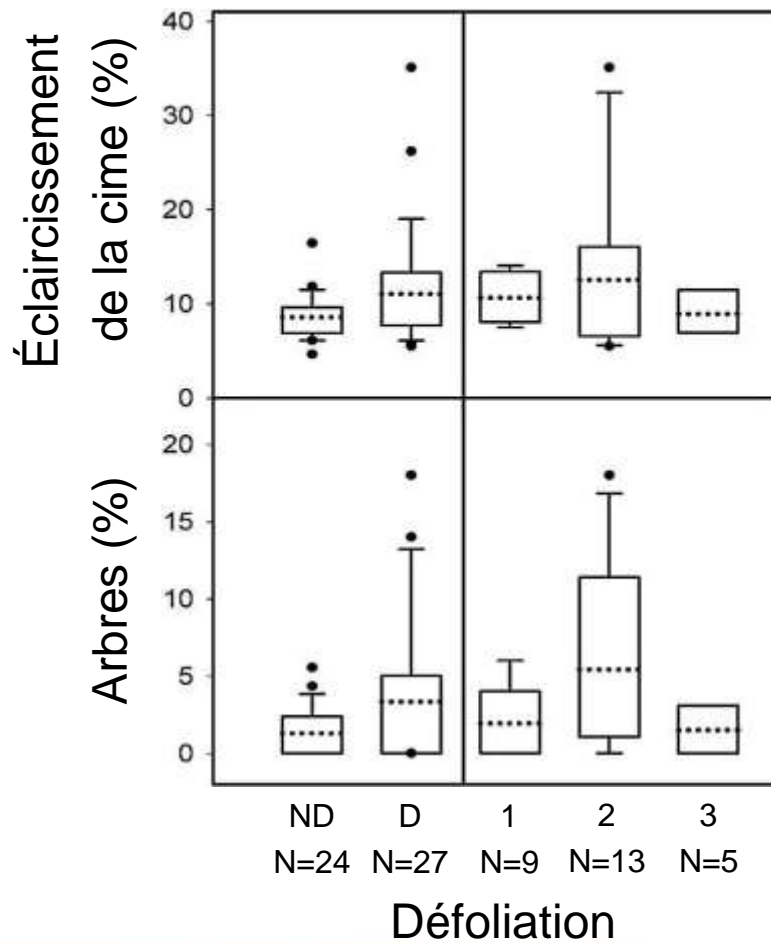 Éclaircissement
de la cime (%)
40
30
20
10
0
Arbres (%)
20
15
10
5
0
ND D 1 2 3
N=24 N=27 N=9 N=13 N=5
Défoliation